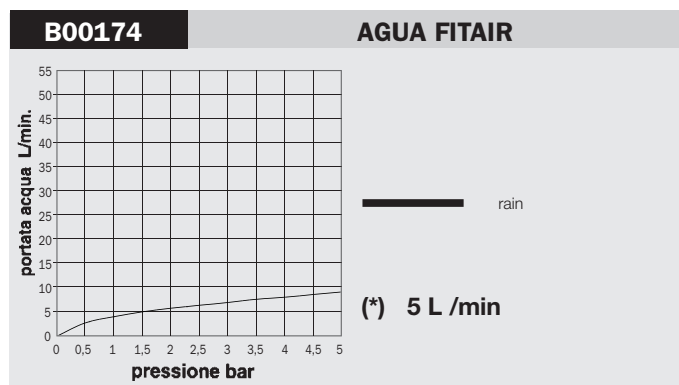 B00174 AGUA FITAIR
portata acqua L/min.
55
50
45
40
35
30
25
20
15
10
5
0
0 0,5 1 1,5 2 2,5 3 3,5 4 4,5 5
pressione bar
rain
(*) 5 L /min